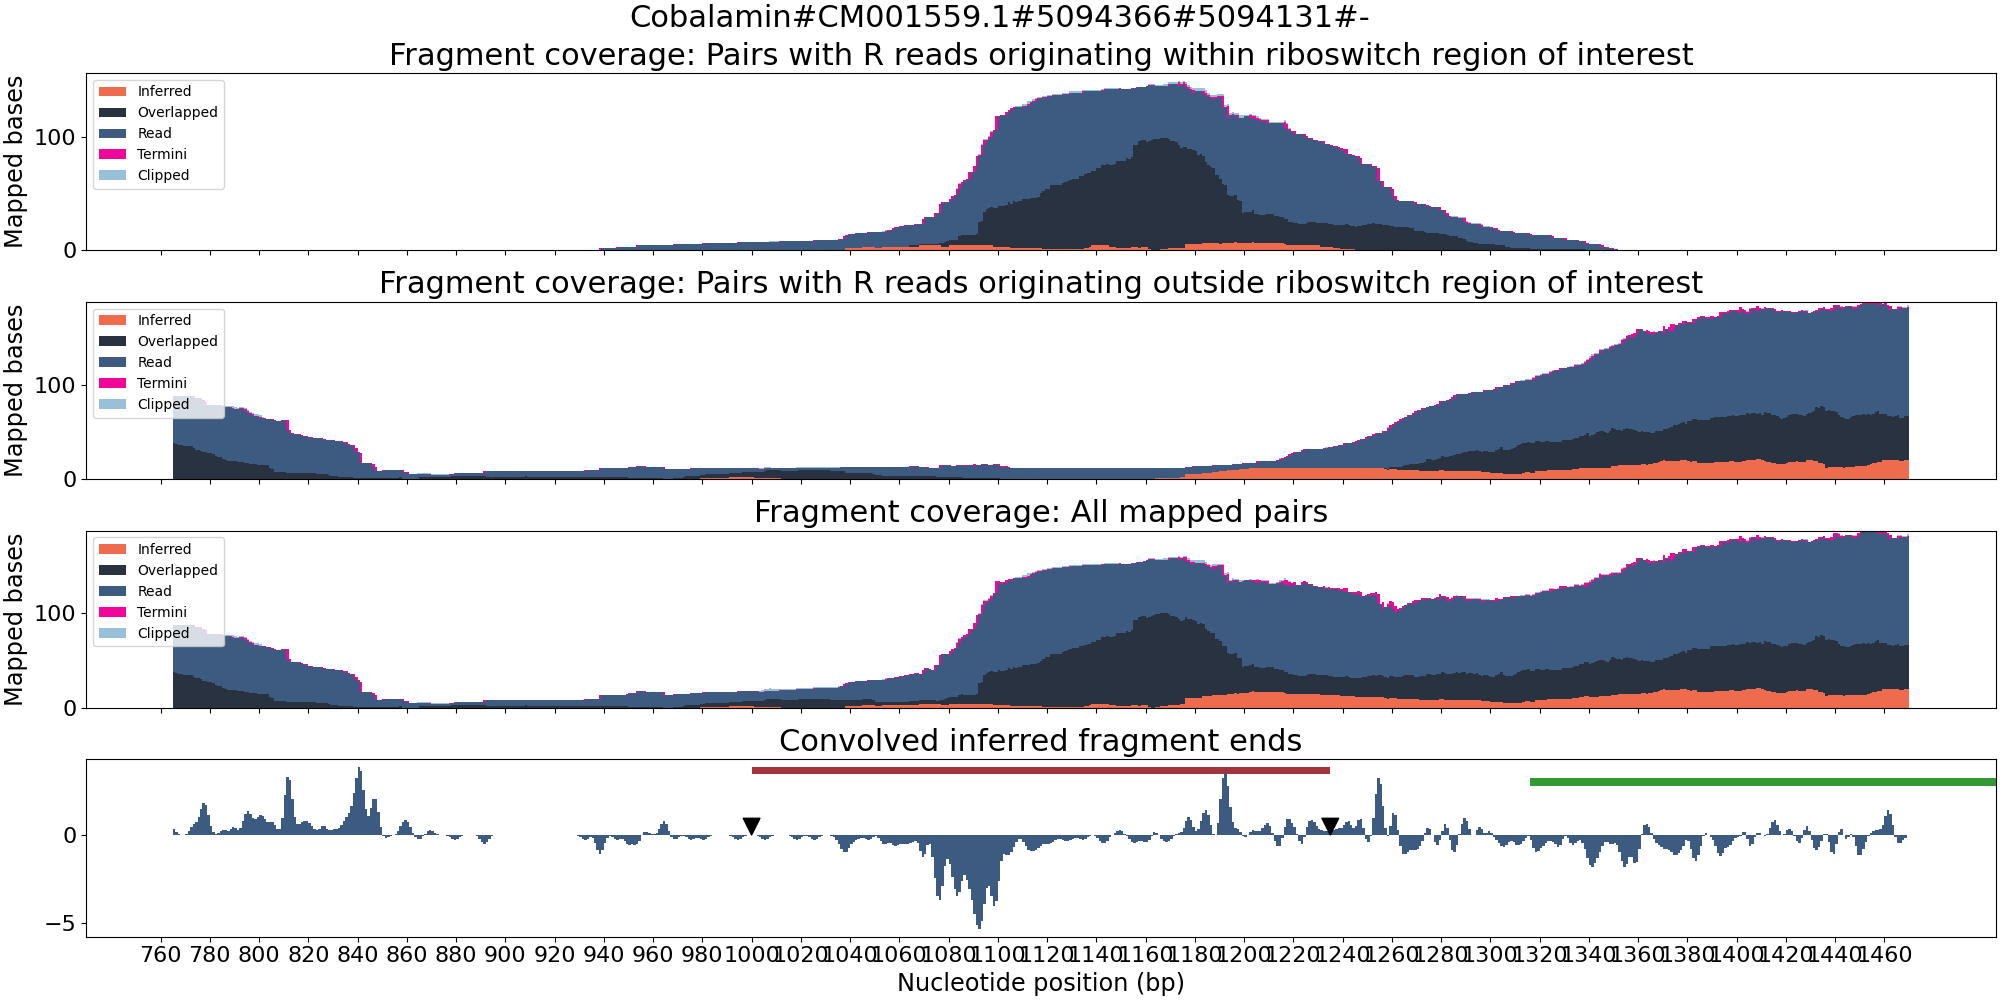 Cobalamin#CM001559.1#5094366#5094131#-
Fragment coverage: Pairs with R reads originating within riboswitch region of interest
Mapped bases
100
0
Inferred
Overlapped
Read
Termini
Clipped
Fragment coverage: Pairs with R reads originating outside riboswitch region of interest
Mapped bases
100
0
Inferred
Overlapped
Read
Termini
Clipped
Fragment coverage: All mapped pairs
Mapped bases
100
0
Inferred
Overlapped
Read
Termini
Clipped
Convolved inferred fragment ends
0
−5
760 780 800 820 840 860 880 900 920 940 960 980 1000 1020 1040 1060 1080 1100 1120 1140 1160 1180 1200 1220 1240 1260 1280 1300 1320 1340 1360 1380 1400 1420 1440 1460
Nucleotide position (bp)